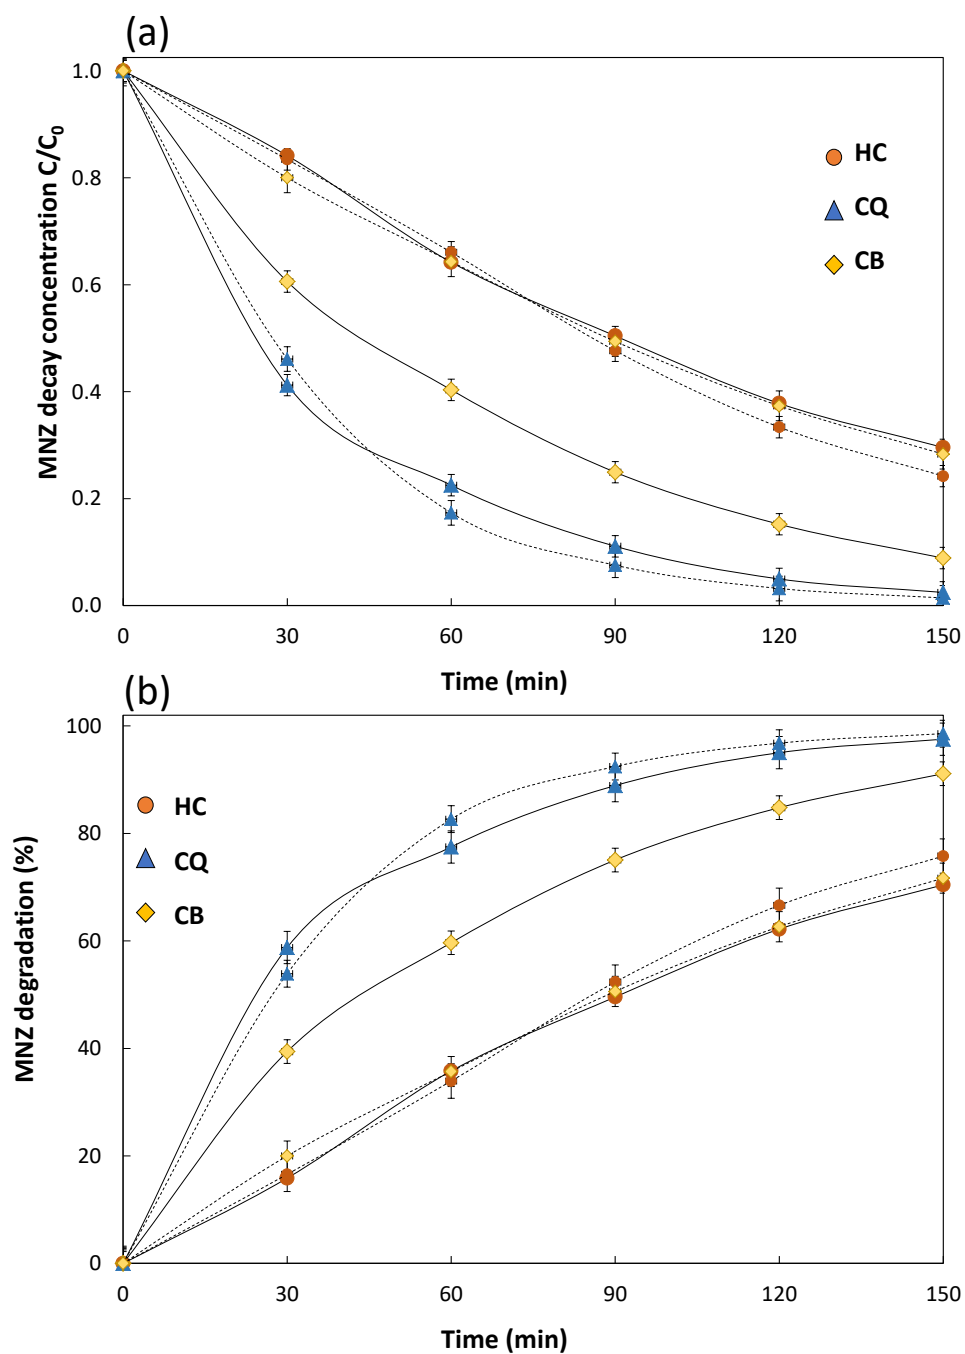 (a)
1.0
0.8
0.6
0.4
0.2
0.0
MNZ decay concentration C/C₀
HC
CQ
CB
0 30 60 90 120 150
Time (min)
(b)
100
80
60
40
20
0
MNZ degradation (%)
HC
CQ
CB
0 30 60 90 120 150
Time (min)